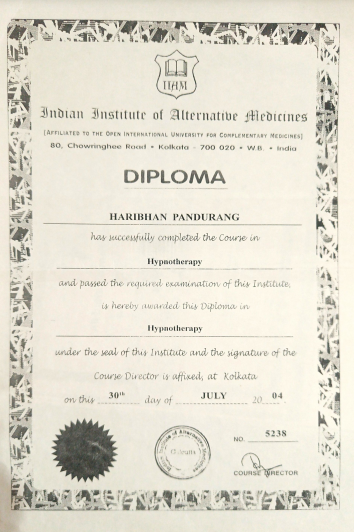 IIAM
Indian Institute of Alternative Medicines
[AFFILIATED TO THE OPEN INTERNATIONAL UNIVERSITY FOR COMPLEMENTARY MEDICINES]
80, Chowringhee Road • Kolkata - 700 020 • W.B. • India
DIPLOMA
HARIBHAN PANDURANG
has successfully completed the Course in
Hypnotherapy
and passed the required examination of this Institute,
is hereby awarded this Diploma in
Hypnotherapy
under the seal of this Institute and the signature of the
Course Director is affixed, at Kolkata
on this 30th day of JULY 20 04
NO. 5238
Institute of Alternative
COURSE DIRECTOR